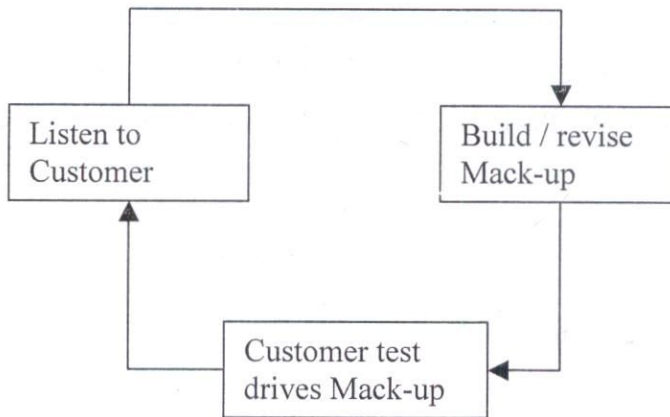 Listen to
Customer
Build / revise
Mack-up
Customer test
drives Mack-up